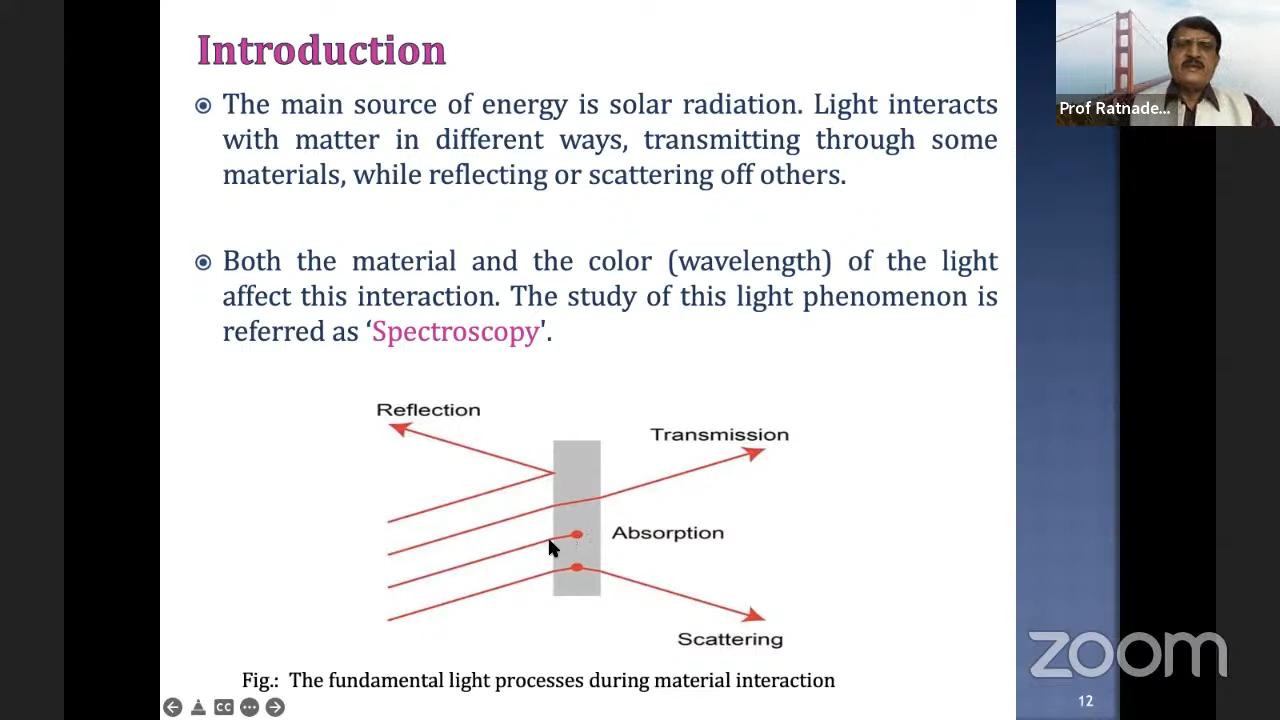 Introduction
The main source of energy is solar radiation. Light interacts
with matter in different ways, transmitting through some
materials, while reflecting or scattering off others.
Both the material and the color (wavelength) of the light
affect this interaction. The study of this light phenomenon is
referred as ‘Spectroscopy'.
Reflection
Transmission
Absorption
Scattering
Fig.: The fundamental light processes during material interaction
CC
12
Prof Ratnade...
zoom